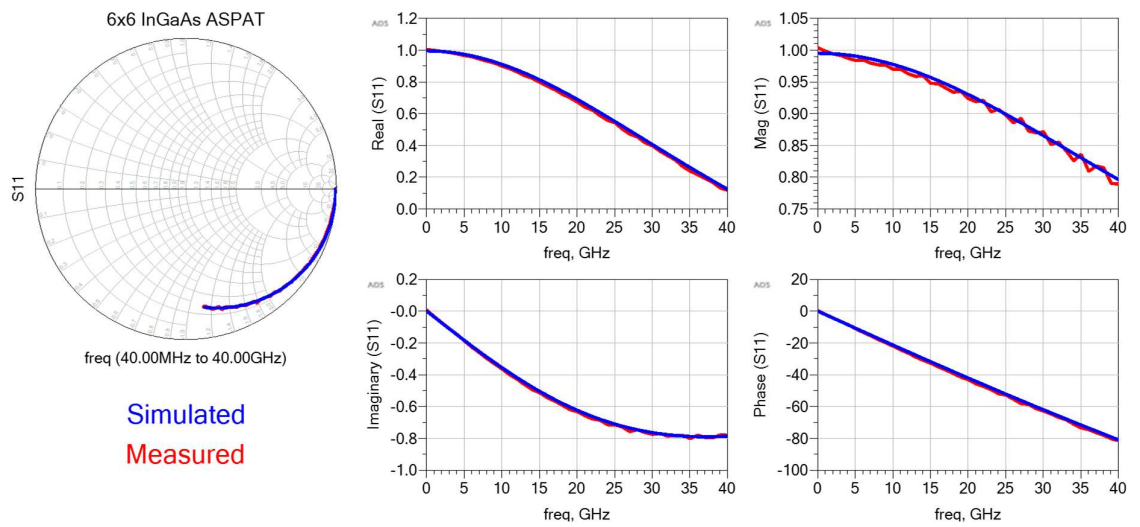 6x6 InGaAs ASPAT
S11
freq (40.00MHz to 40.00GHz)
Simulated
Measured
ADS
Real (S11)
1.2
1.0
0.8
0.6
0.4
0.2
0.0
0 5 10 15 20 25 30 35 40
freq, GHz
ADS
Mag (S11)
1.05
1.00
0.95
0.90
0.85
0.80
0.75
0 5 10 15 20 25 30 35 40
freq, GHz
ADS
Imaginary (S11)
0.2
-0.0
-0.2
-0.4
-0.6
-0.8
-1.0
0 5 10 15 20 25 30 35 40
freq, GHz
ADS
Phase (S11)
20
0
-20
-40
-60
-80
-100
0 5 10 15 20 25 30 35 40
freq, GHz